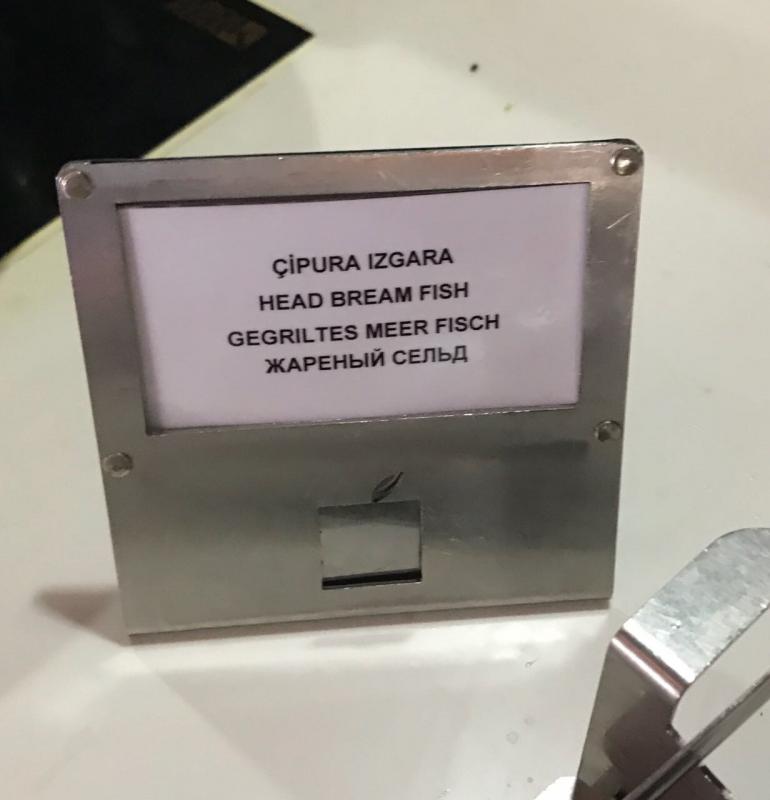 ÇİPURA IZGARA
HEAD BREAM FISH
GEGRILTES MEER FISCH
ЖАРЕНЫЙ СЕЛЬД